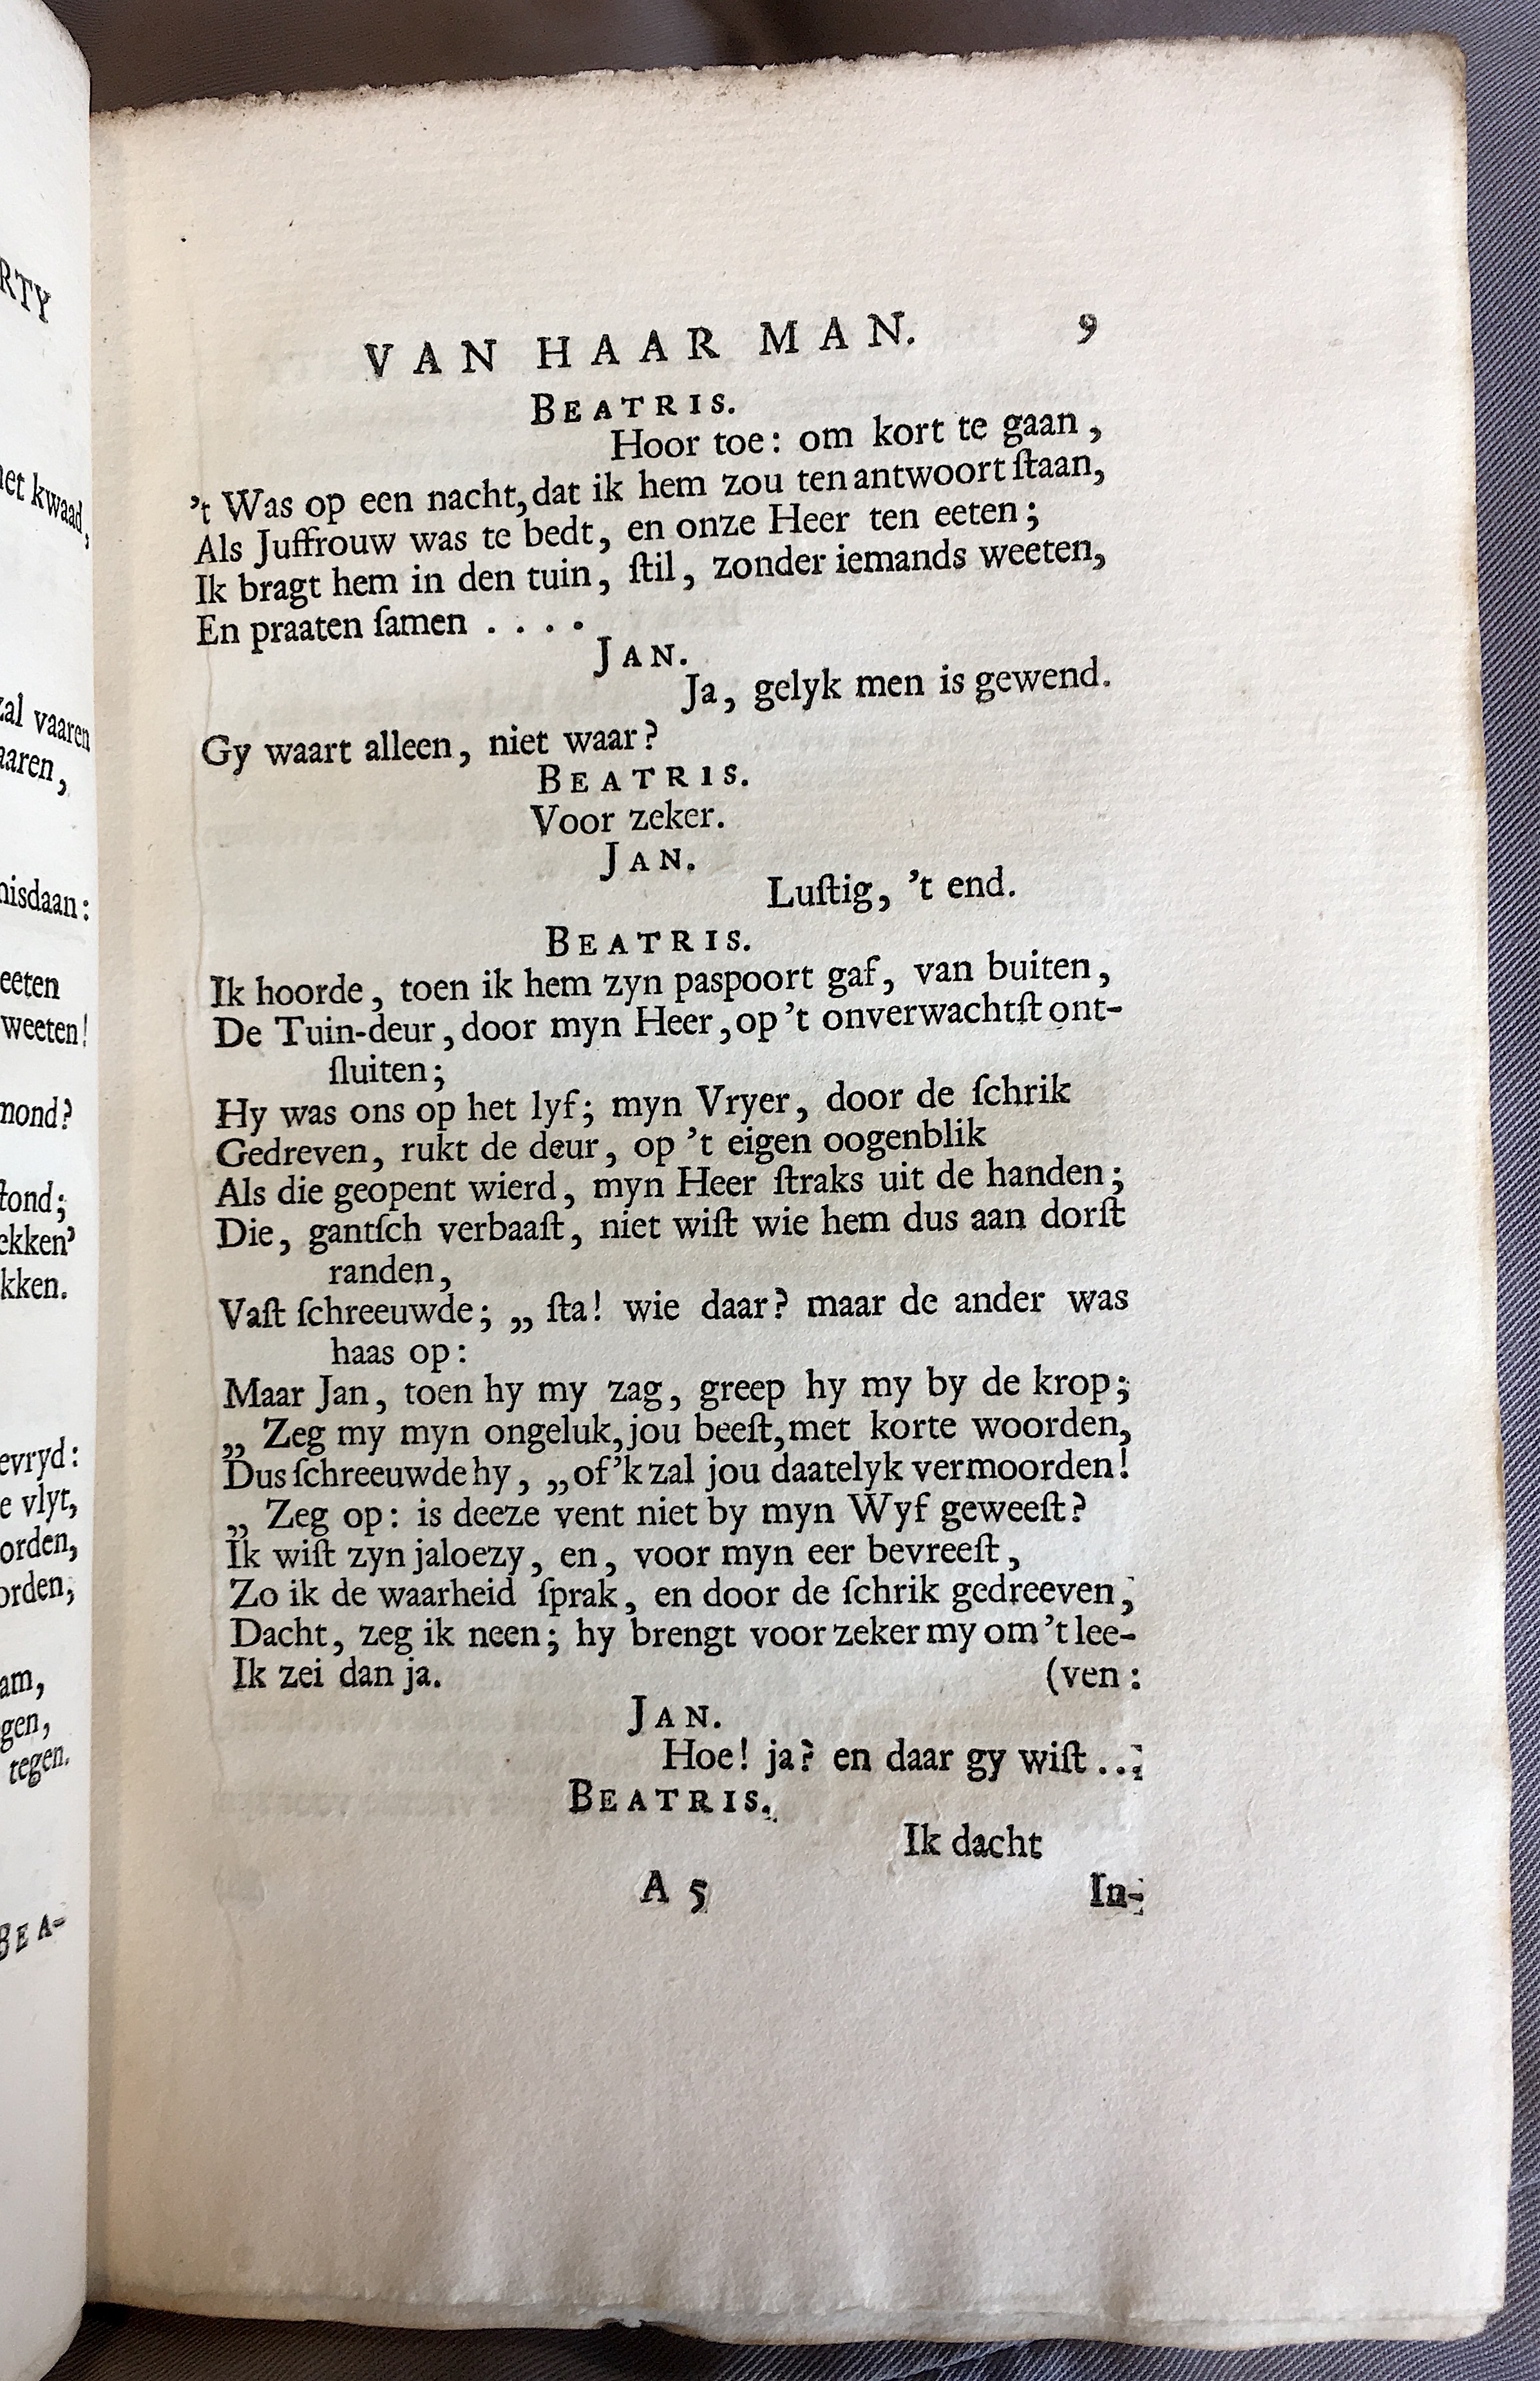 VAN HAAR MAN. 9
BEATRIS.
Hoor toe: om kort te gaan,
’t Was op een nacht, dat ik hem zou ten antwoort ſtaan,
Als Juffrouw was te bedt, en onze Heer ten eeten;
Ik bragt hem in den tuin, ſtil, zonder iemands weeten,
En praaten ſamen . . . .
JAN.
Ja, gelyk men is gewend.
Gy waart alleen, niet waar?
BEATRIS.
Voor zeker.
JAN.
Luſtig, ’t end.
BEATRIS.
Ik hoorde, toen ik hem zyn paspoort gaf, van buiten,
De Tuin-deur, door myn Heer, op ’t onverwachtſt ont-
ſluiten;
Hy was ons op het lyf; myn Vryer, door de ſchrik
Gedreven, rukt de deur, op ’t eigen oogenblik
Als die geopent wierd, myn Heer ſtraks uit de handen;
Die, gantſch verbaaſt, niet wiſt wie hem dus aan dorſt
randen,
Vaſt ſchreeuwde; „ ſta! wie daar? maar de ander was
haas op:
Maar Jan, toen hy my zag, greep hy my by de krop;
„ Zeg my myn ongeluk, jou beeſt, met korte woorden,
Dus ſchreeuwde hy, „ of ’k zal jou daatelyk vermoorden!
„ Zeg op: is deeze vent niet by myn Wyf geweeſt?
Ik wiſt zyn jaloezy, en, voor myn eer bevreeſt,
Zo ik de waarheid ſprak, en door de ſchrik gedreeven,
Dacht, zeg ik neen; hy brengt voor zeker my om ’t lee-
Ik zei dan ja. (ven:
JAN.
Hoe! ja? en daar gy wiſt ...
BEATRIS.
Ik dacht
A 5 In-
RTY
kwaad,
zal vaaren
misdaan:
weeten!
mond?
kken.
vlyt,
tegen.
BEA-